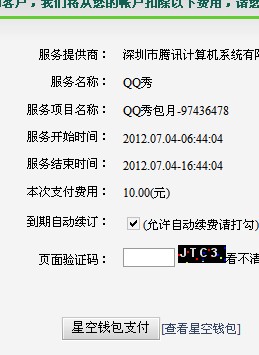 客户，我们将从您的帐户扣除以下费用，请您
服务提供商： 深圳市腾讯计算机系统有限
服务名称： QQ秀
服务项目名称： QQ秀包月-97436478
服务开始时间： 2012.07.04-06:44:04
服务结束时间： 2012.07.04-16:44:04
本次支付费用： 10.00(元)
到期自动续订： (允许自动续费请打勾)
页面验证码： JTC3 看不清
星空钱包支付 [查看星空钱包]